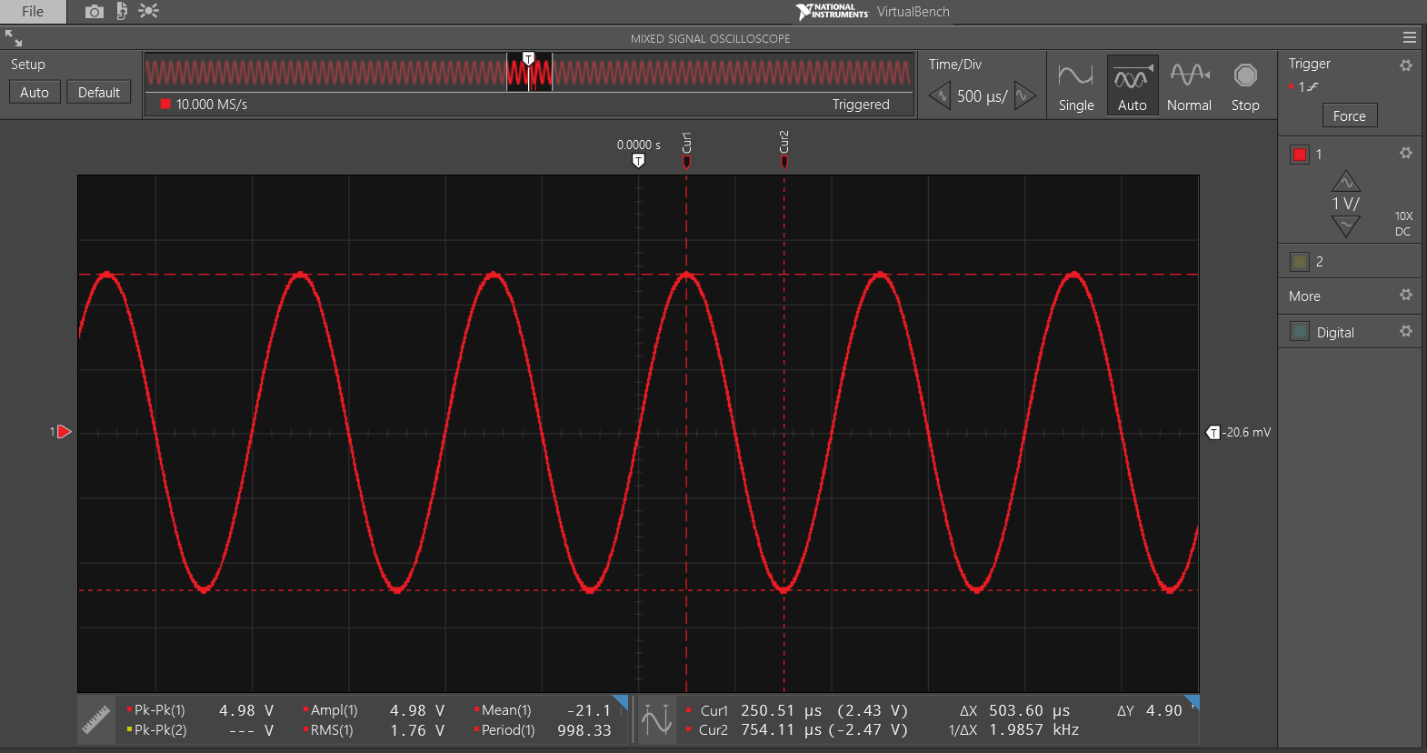 File
NATIONAL INSTRUMENTS VirtualBench
MIXED SIGNAL OSCILLOSCOPE
Setup
Auto Default
T
10.000 MS/s Triggered
Time/Div
500 µs/
Single Auto Normal Stop
Trigger
1
Force
0.0000 s
T
Cur1
Cur2
1
1 V/
10X
DC
2
More
Digital
1
T -20.6 mV
Pk-Pk(1) 4.98 V Ampl(1) 4.98 V Mean(1) -21.1
Pk-Pk(2) --- V RMS(1) 1.76 V Period(1) 998.33
Cur1 250.51 µs (2.43 V) ΔX 503.60 µs ΔY 4.90
Cur2 754.11 µs (-2.47 V) 1/ΔX 1.9857 kHz